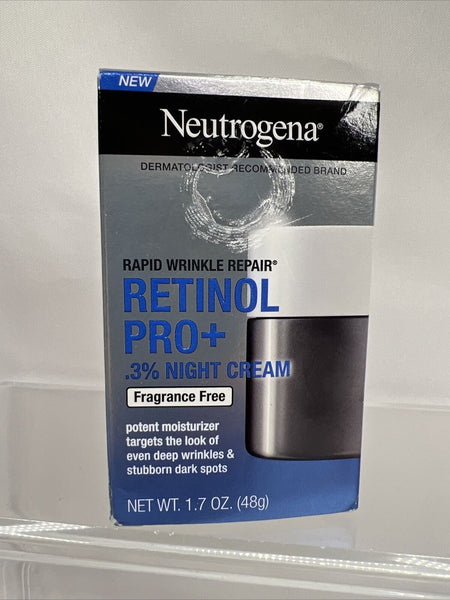 NEW
Neutrogena®
DERMATOLOGIST RECOMMENDED BRAND
RAPID WRINKLE REPAIR®
RETINOL
PRO+
.3% NIGHT CREAM
Fragrance Free
potent moisturizer
targets the look of
even deep wrinkles &
stubborn dark spots
NET WT. 1.7 OZ. (48g)